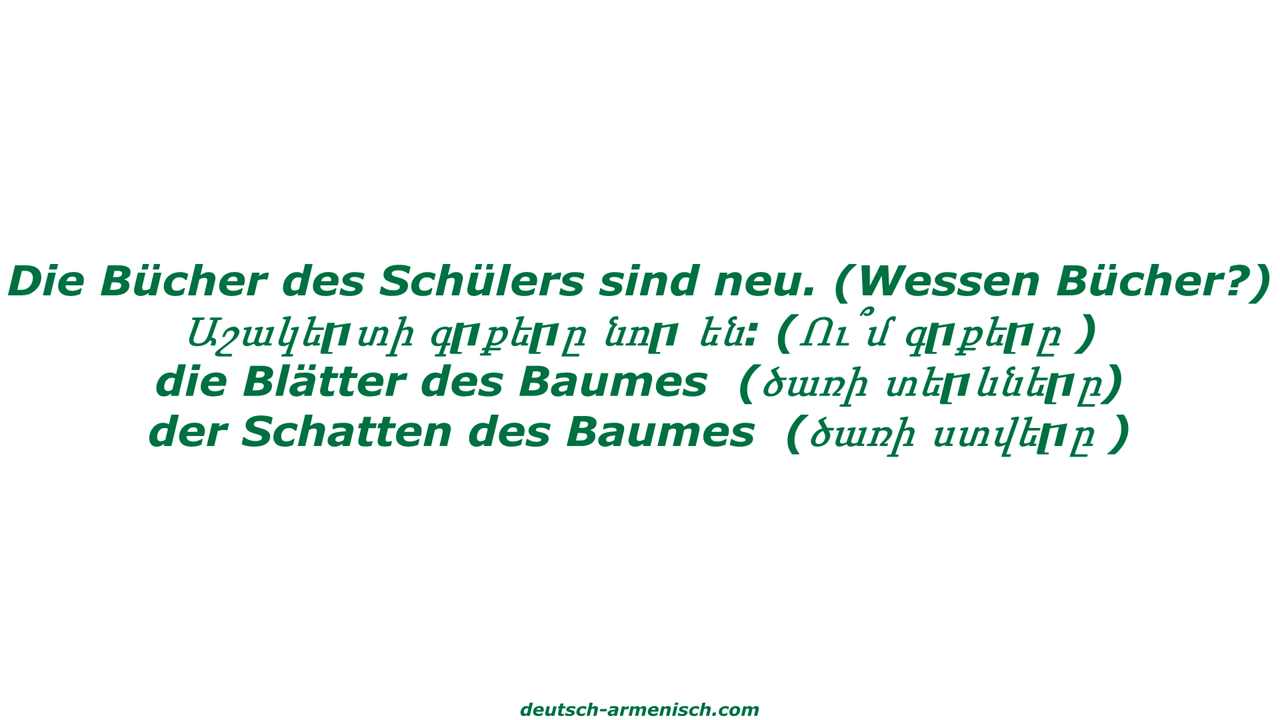 Die Bücher des Schülers sind neu. (Wessen Bücher?)
Աշակերտի գրքերը նոր են: (Ու՞մ գրքերը )
die Blätter des Baumes (ծառի տերևները)
der Schatten des Baumes (ծառի ստվերը )
deutsch-armenisch.com